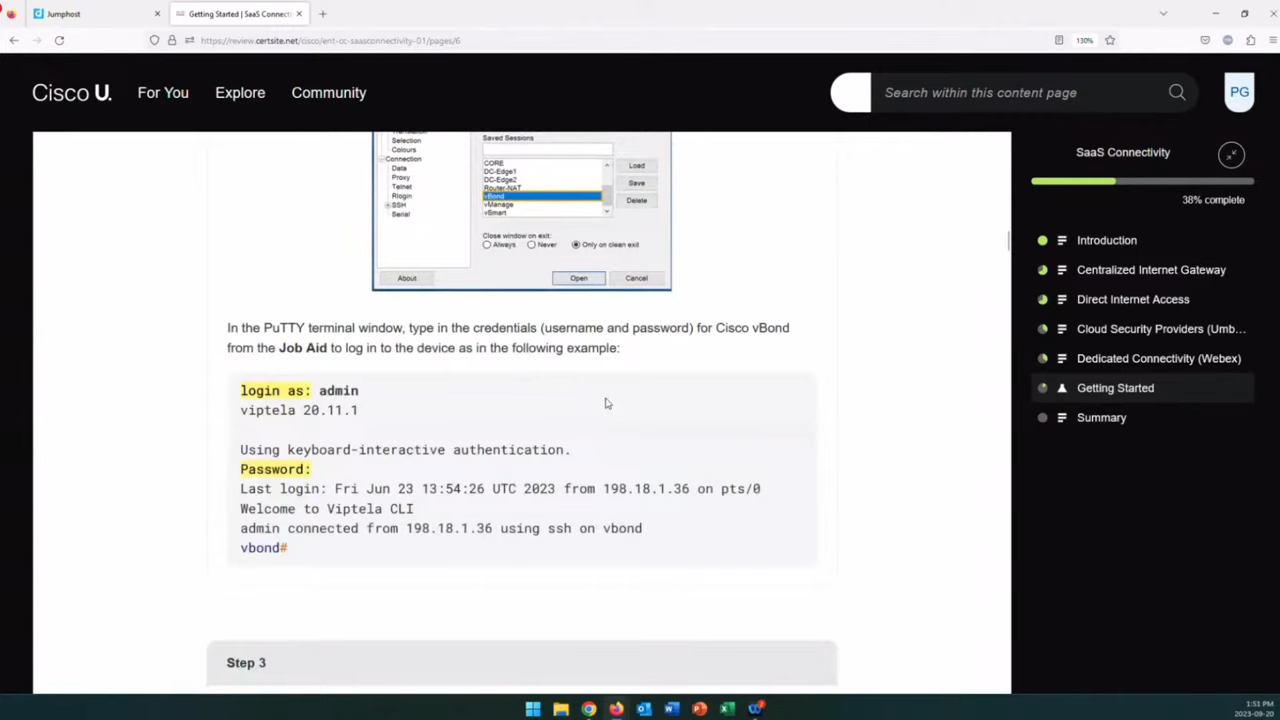 Jumphost
Getting Started | SaaS Connecti
https://review.certsite.net/cisco/ent-cc-saasconnectivity-01/pages/6
130%
Cisco U.
For You
Explore
Community
Search within this content page
PG
Selection
Colours
Connection
Data
Proxy
Telnet
Rlogin
SSH
Serial
Saved Sessions
CORE
DC-Edge1
DC-Edge2
Router-NAT
vBond
vManage
vSmart
Load
Save
Delete
Close window on exit:
Always
Never
Only on clean exit
About
Open
Cancel
In the PuTTY terminal window, type in the credentials (username and password) for Cisco vBond
from the Job Aid to log in to the device as in the following example:
login as: admin
viptela 20.11.1
Using keyboard-interactive authentication.
Password:
Last login: Fri Jun 23 13:54:26 UTC 2023 from 198.18.1.36 on pts/0
Welcome to Viptela CLI
admin connected from 198.18.1.36 using ssh on vbond
vbond#
Step 3
SaaS Connectivity
38% complete
Introduction
Centralized Internet Gateway
Direct Internet Access
Cloud Security Providers (Umb...
Dedicated Connectivity (Webex)
Getting Started
Summary
1:51 PM
2023-09-20